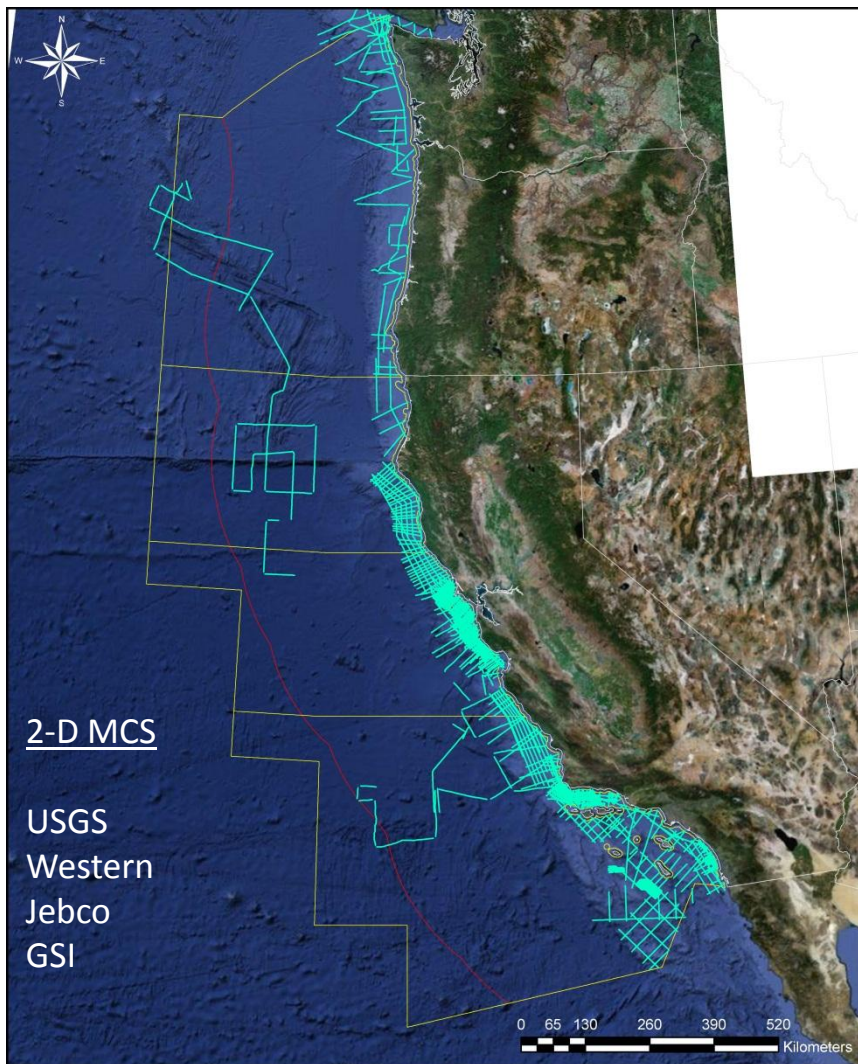 N
W E
S
2-D MCS
USGS
Western
Jebco
GSI
0 65 130 260 390 520
Kilometers